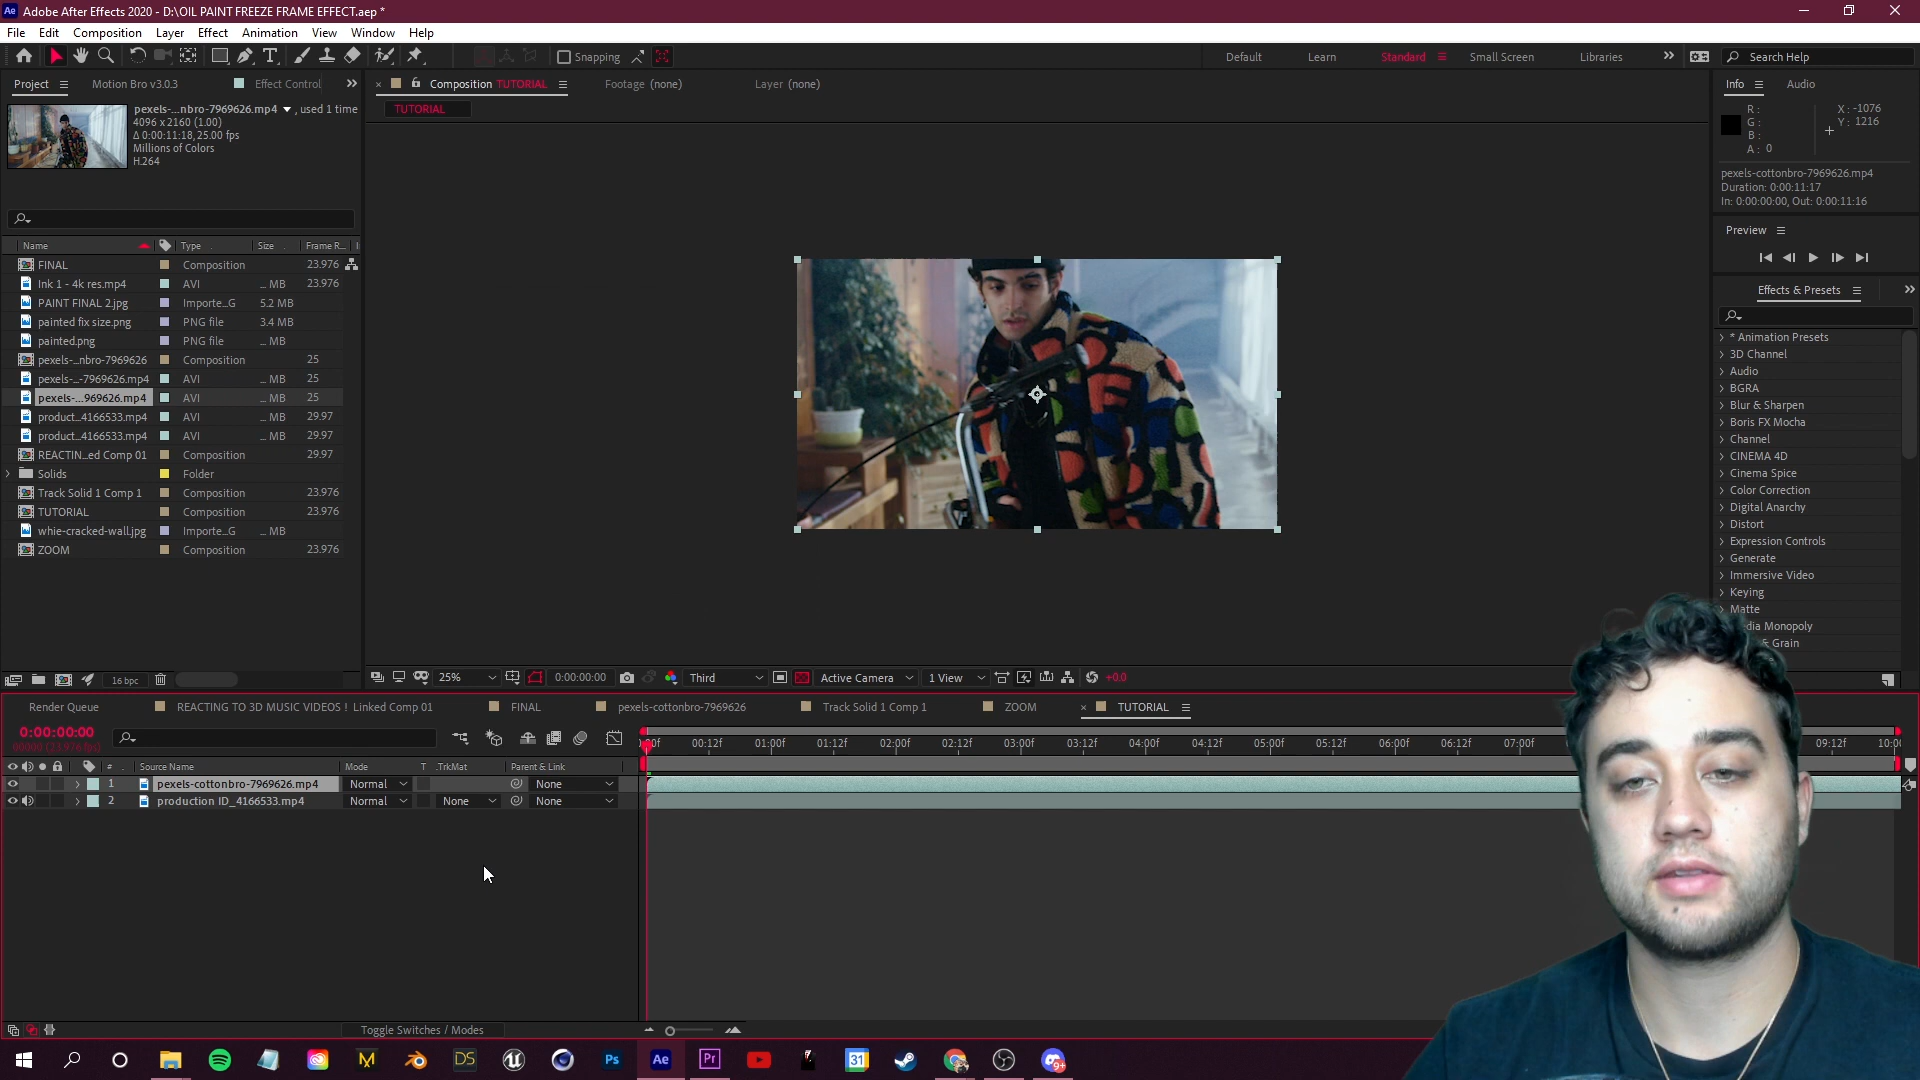 Ae Adobe After Effects 2020 - D:\OIL PAINT FREEZE FRAME EFFECT.aep *
File Edit Composition Layer Effect Animation View Window Help
Snapping Default Learn Standard Small Screen Libraries Search Help
Project Motion Bro v3.0.3 Effect Control
Composition TUTORIAL Footage (none) Layer (none)
TUTORIAL
pexels-...nbro-7969626.mp4 , used 1 time
4096 x 2160 (1.00)
Δ 0:00:11:18, 25.00 fps
Millions of Colors
H.264
Name Type Size Frame R...
FINAL Composition 23.976
Ink 1 - 4k res.mp4 AVI ... MB 23.976
PAINT FINAL 2.jpg Importe...G 5.2 MB
painted fix size.png PNG file 3.4 MB
painted.png PNG file ... MB
pexels-...nbro-7969626 Composition 25
pexels-...-7969626.mp4 AVI ... MB 25
pexels-...969626.mp4 AVI ... MB 25
product...4166533.mp4 AVI ... MB 29.97
product...4166533.mp4 AVI ... MB 29.97
REACTIN...ed Comp 01 Composition 29.97
Solids Folder
Track Solid 1 Comp 1 Composition 23.976
TUTORIAL Composition 23.976
whie-cracked-wall.jpg Importe...G ... MB
ZOOM Composition 23.976
16 bpc
25% 0:00:00:00 Third Active Camera 1 View +0.0
Info Audio
R :
G :
B :
A : 0
X : -1076
Y : 1216
pexels-cottonbro-7969626.mp4
Duration: 0:00:11:17
In: 0:00:00:00, Out: 0:00:11:16
Preview
Effects & Presets
* Animation Presets
3D Channel
Audio
BGRA
Blur & Sharpen
Boris FX Mocha
Channel
CINEMA 4D
Cinema Spice
Color Correction
Digital Anarchy
Distort
Expression Controls
Generate
Immersive Video
Keying
Matte
dia Monopoly
& Grain
Render Queue REACTING TO 3D MUSIC VIDEOS ! Linked Comp 01 FINAL pexels-cottonbro-7969626 Track Solid 1 Comp 1 ZOOM TUTORIAL
0:00:00:00
00000 (23.976 fps)
00:12f 01:00f 01:12f 02:00f 02:12f 03:00f 03:12f 04:00f 04:12f 05:00f 05:12f 06:00f 06:12f 07:00f 09:12f 10:0
# Source Name Mode T .TrkMat Parent & Link
1 pexels-cottonbro-7969626.mp4 Normal None
2 production ID_4166533.mp4 Normal None None
Toggle Switches / Modes
DS Ps Ae Pr 31